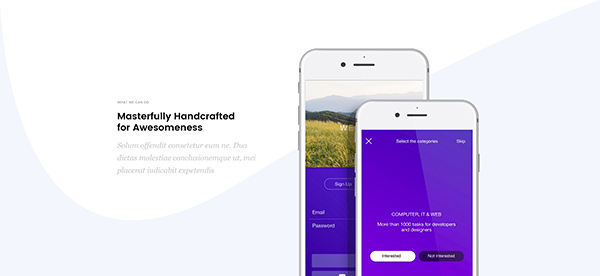 WHAT WE CAN DO
Masterfully Handcrafted
for Awesomeness
Solum offendit consetetur eum ne. Duo
dictas molestiae conclusionemque ut, mei
placerat iudicabit expetendis
WE
Sign Up
Email
Password
Select the categories
Skip
COMPUTER, IT & WEB
More than 1000 tasks for developers
and designers
Interested
Not Interested